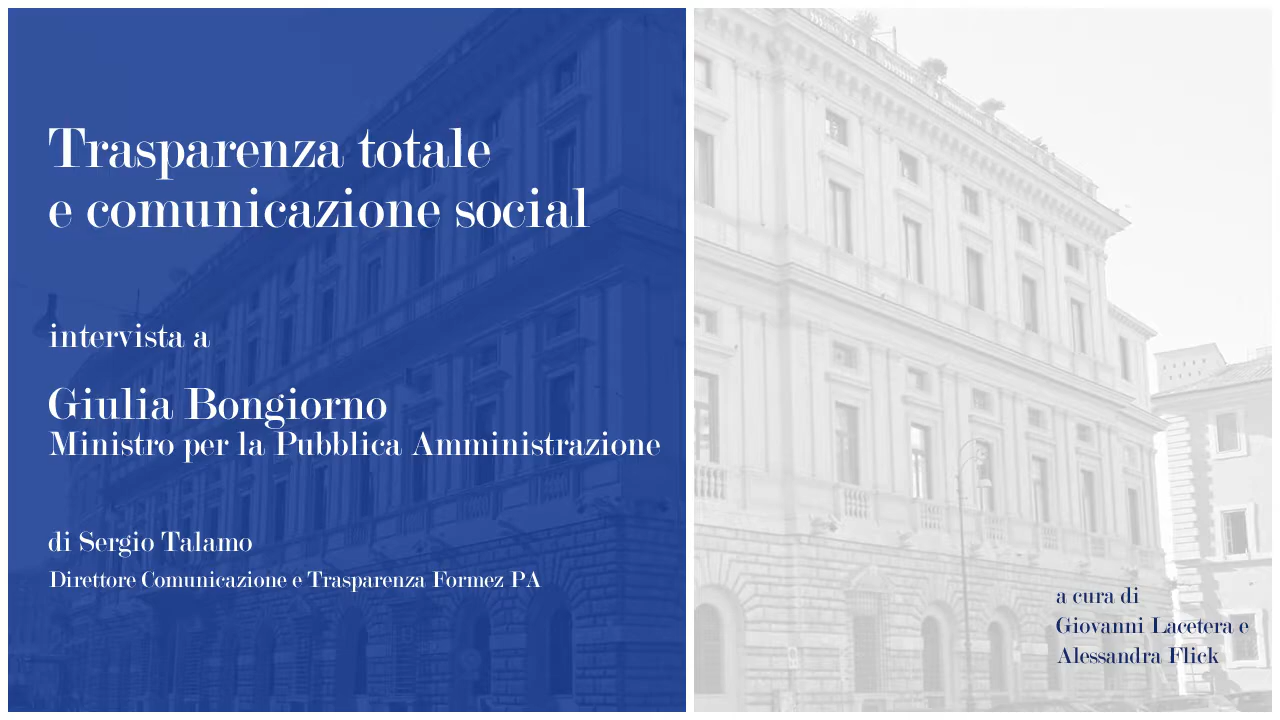 Trasparenza totale
e comunicazione social
intervista a
Giulia Bongiorno
Ministro per la Pubblica Amministrazione
di Sergio Talamo
Direttore Comunicazione e Trasparenza Formez PA
a cura di
Giovanni Lacetera e
Alessandra Flick